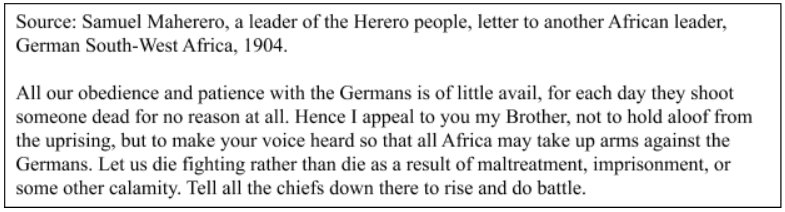 Source: Samuel Maherero, a leader of the Herero people, letter to another African leader,
German South-West Africa, 1904.
All our obedience and patience with the Germans is of little avail, for each day they shoot
someone dead for no reason at all. Hence I appeal to you my Brother, not to hold aloof from
the uprising, but to make your voice heard so that all Africa may take up arms against the
Germans. Let us die fighting rather than die as a result of maltreatment, imprisonment, or
some other calamity. Tell all the chiefs down there to rise and do battle.